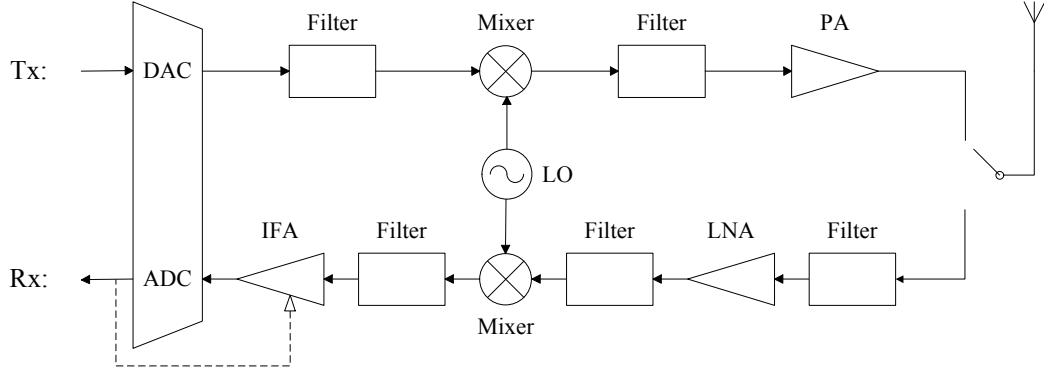 Filter
Mixer
Filter
PA
Tx:
DAC
LO
IFA
Filter
Filter
LNA
Filter
Rx:
ADC
Mixer